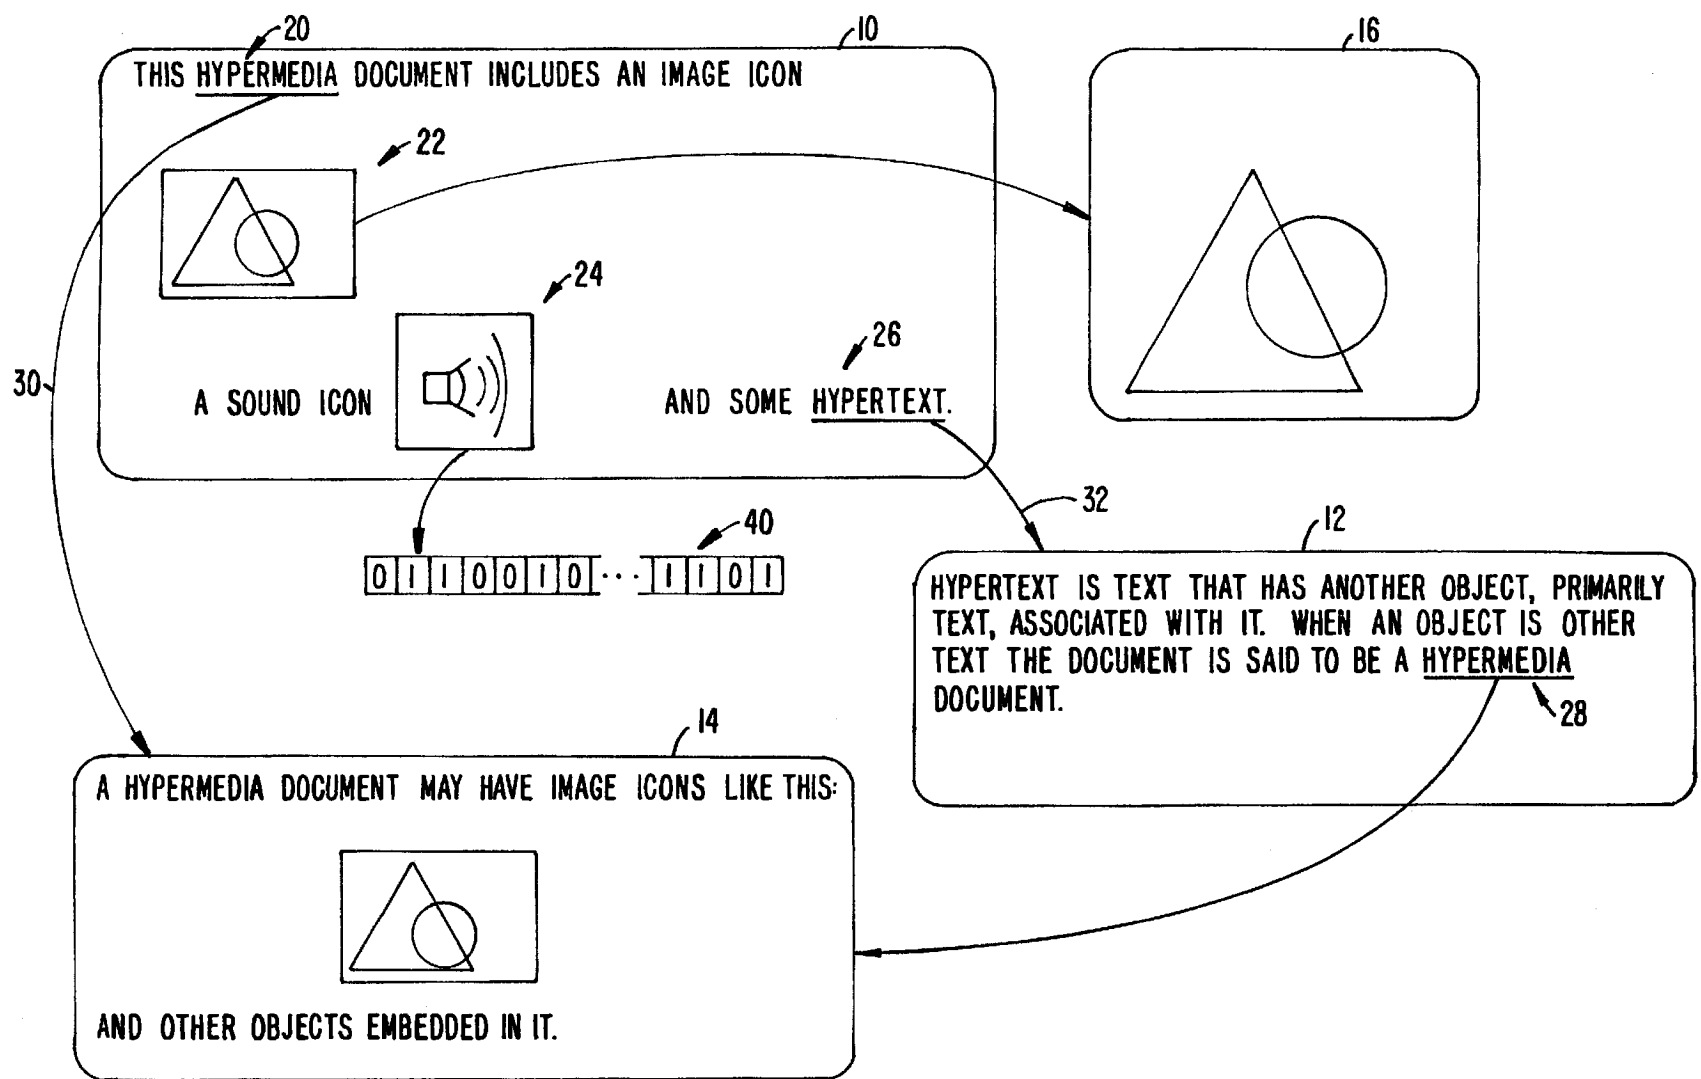 20
10
16
THIS HYPERMEDIA DOCUMENT INCLUDES AN IMAGE ICON
22
24
26
30
A SOUND ICON
AND SOME HYPERTEXT.
32
40
12
0 1 1 0 0 1 0 ... 1 1 0 1
HYPERTEXT IS TEXT THAT HAS ANOTHER OBJECT, PRIMARILY
TEXT, ASSOCIATED WITH IT. WHEN AN OBJECT IS OTHER
TEXT THE DOCUMENT IS SAID TO BE A HYPERMEDIA
DOCUMENT.
28
14
A HYPERMEDIA DOCUMENT MAY HAVE IMAGE ICONS LIKE THIS:
AND OTHER OBJECTS EMBEDDED IN IT.